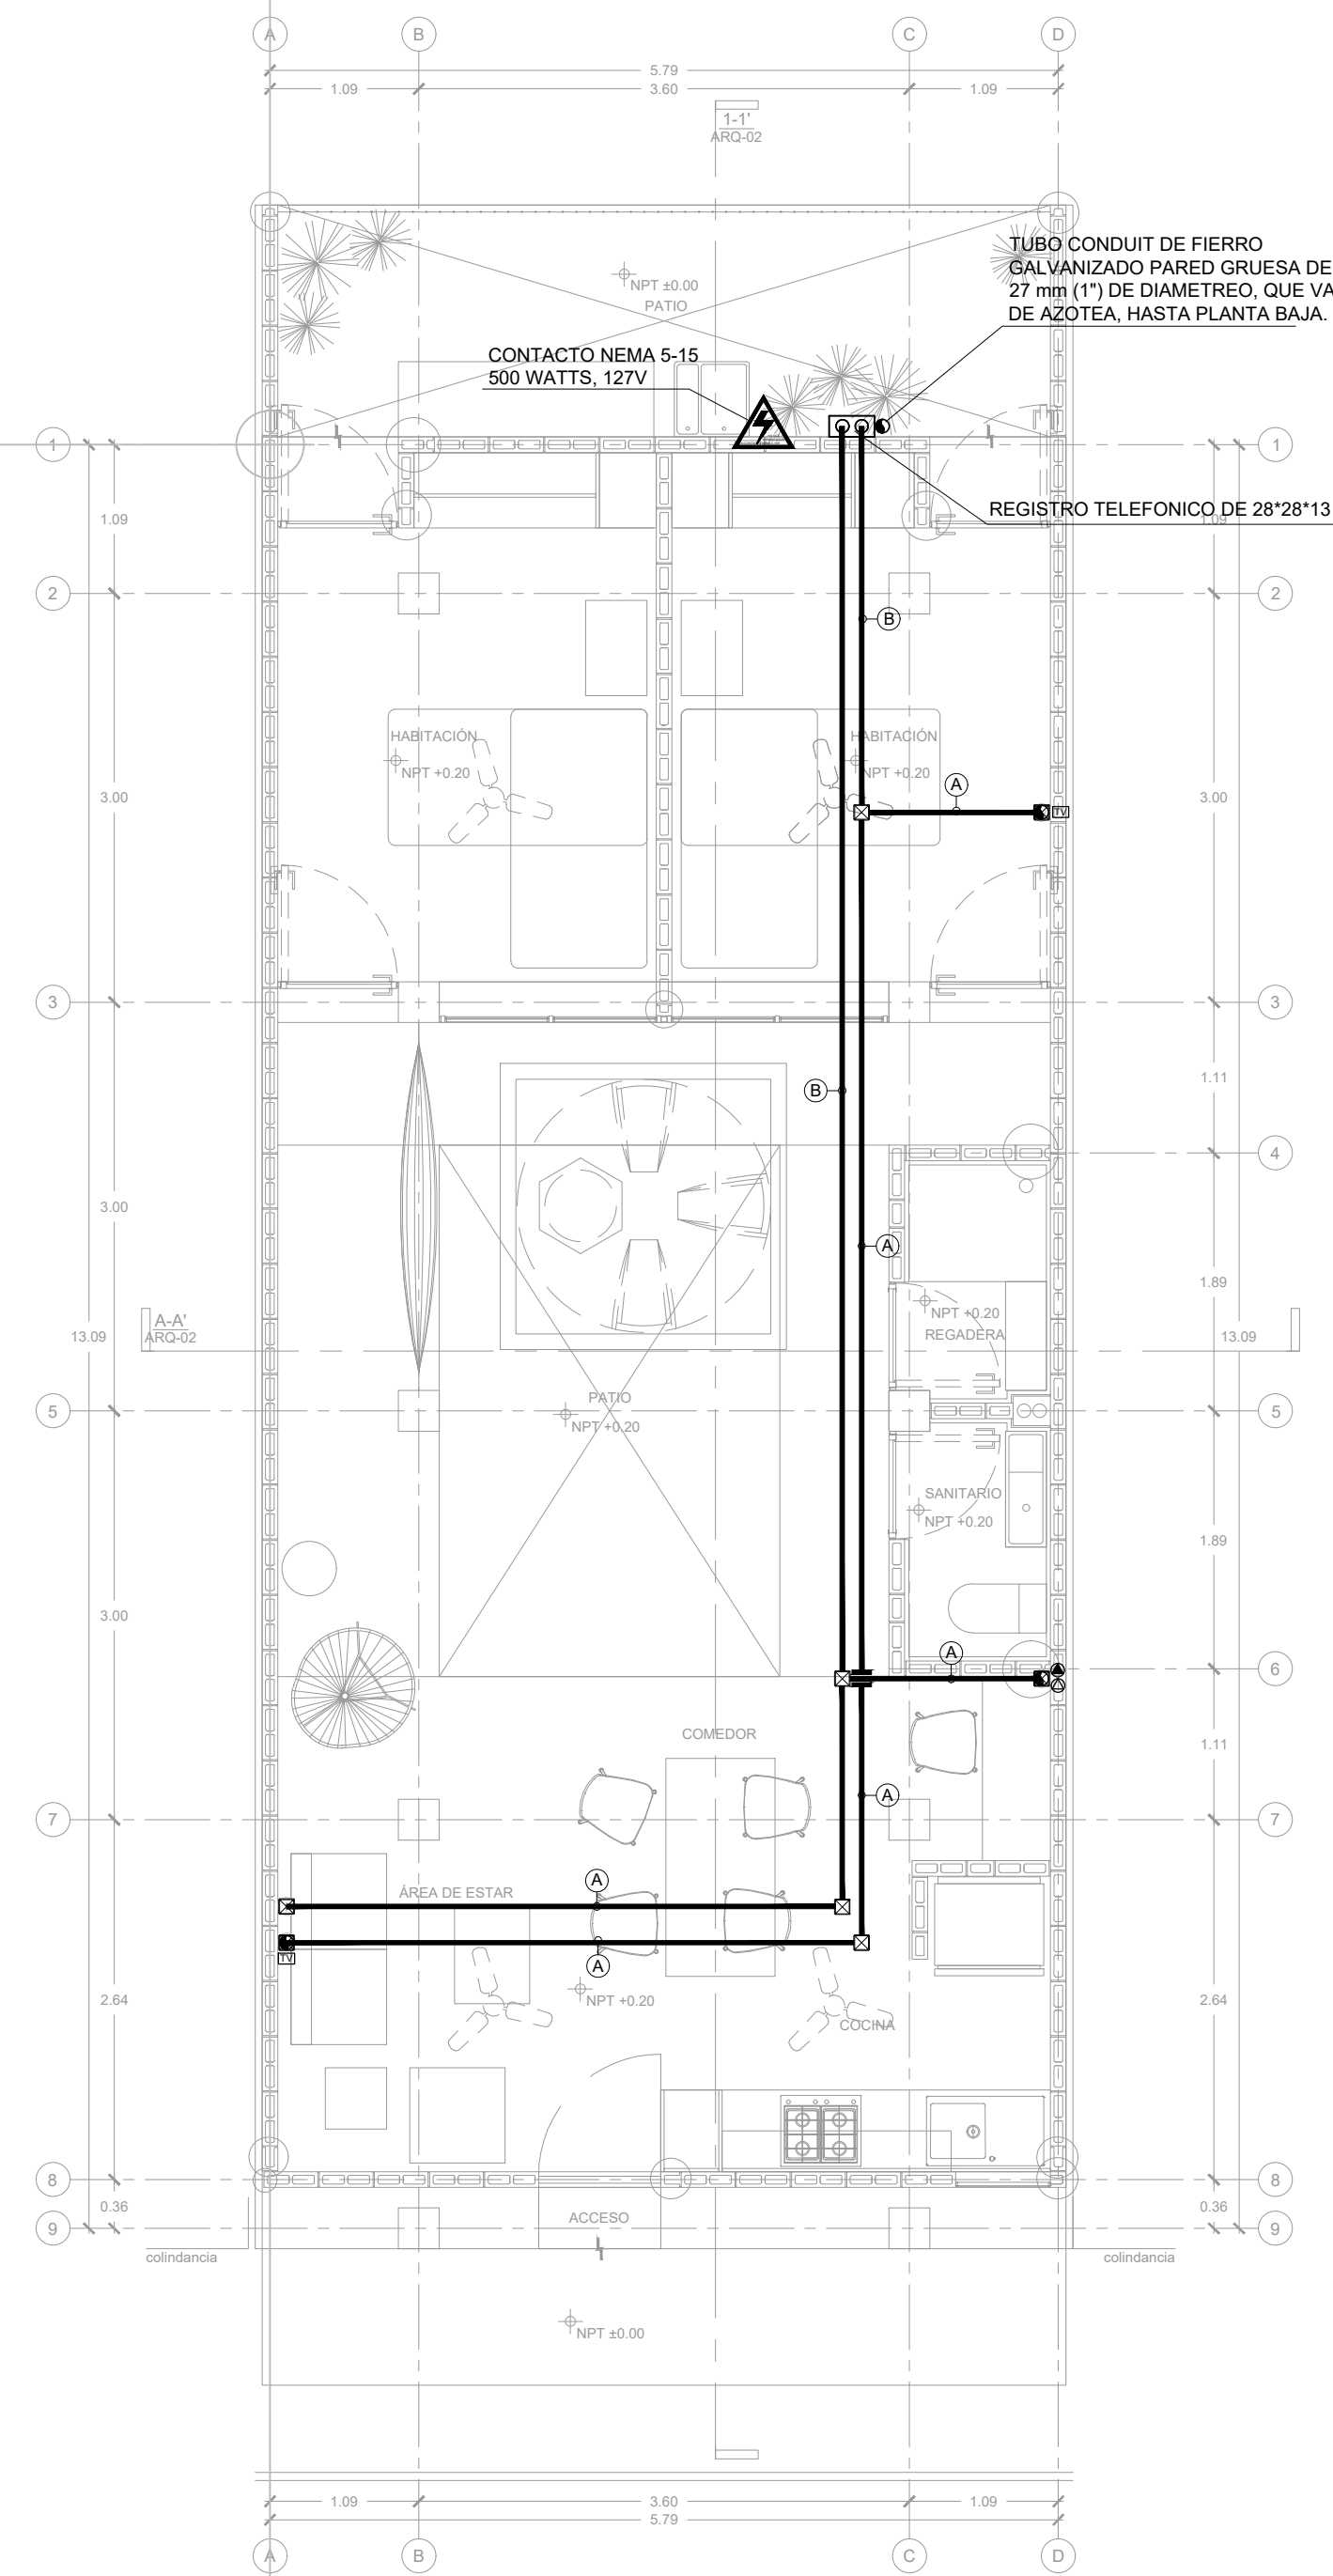 A
B
C
D
5.79
1.09
3.60
1.09
1-1'
ARQ-02
TUBO CONDUIT DE FIERRO
GALVANIZADO PARED GRUESA DE
27 mm (1") DE DIAMETREO, QUE VA
DE AZOTEA, HASTA PLANTA BAJA.
NPT ±0.00
PATIO
CONTACTO NEMA 5-15
500 WATTS, 127V
1
1
REGISTRO TELEFONICO DE 28*28*13
1.09
1.09
2
2
B
HABITACIÓN
NPT +0.20
HABITACIÓN
NPT +0.20
A
3.00
3.00
TV
3
3
1.11
B
4
3.00
A
1.89
NPT +0.20
REGADERA
A-A'
ARQ-02
13.09
13.09
PATIO
NPT +0.20
5
5
SANITARIO
NPT +0.20
1.89
3.00
A
6
COMEDOR
1.11
A
7
7
A
ÁREA DE ESTAR
A
TV
NPT +0.20
2.64
2.64
COCINA
8
8
0.36
0.36
ACCESO
9
9
colindancia
colindancia
NPT ±0.00
1.09
3.60
1.09
5.79
A
B
C
D